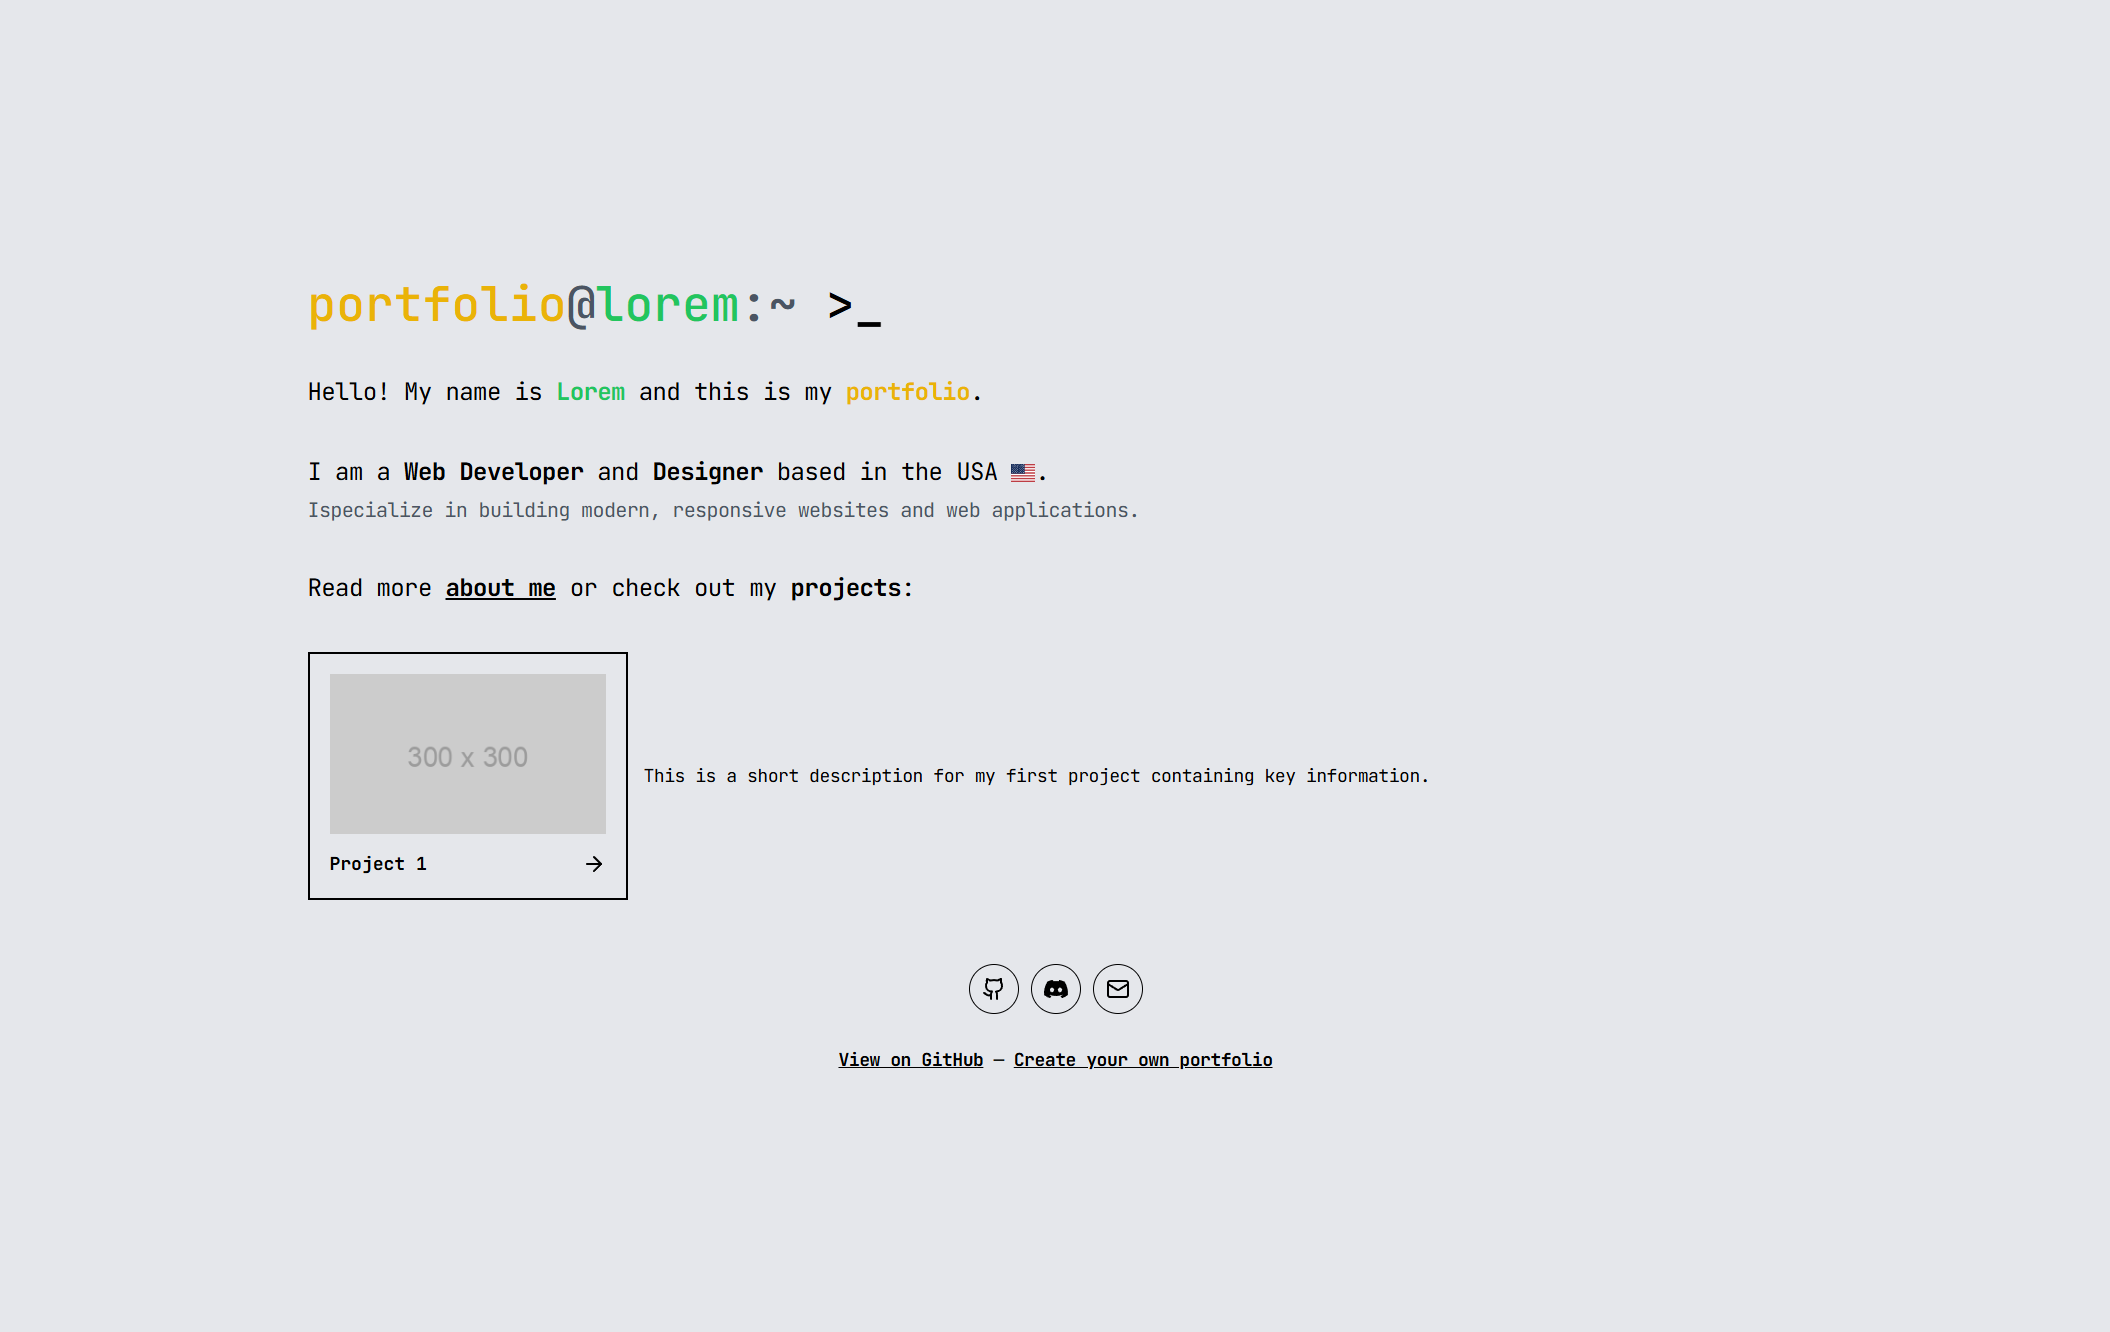 portfolio@lorem:~ >_
Hello! My name is Lorem and this is my portfolio.
I am a Web Developer and Designer based in the USA 🇺🇸.
Ispecialize in building modern, responsive websites and web applications.
Read more about me or check out my projects:
300 x 300
This is a short description for my first project containing key information.
Project 1
View on GitHub — Create your own portfolio